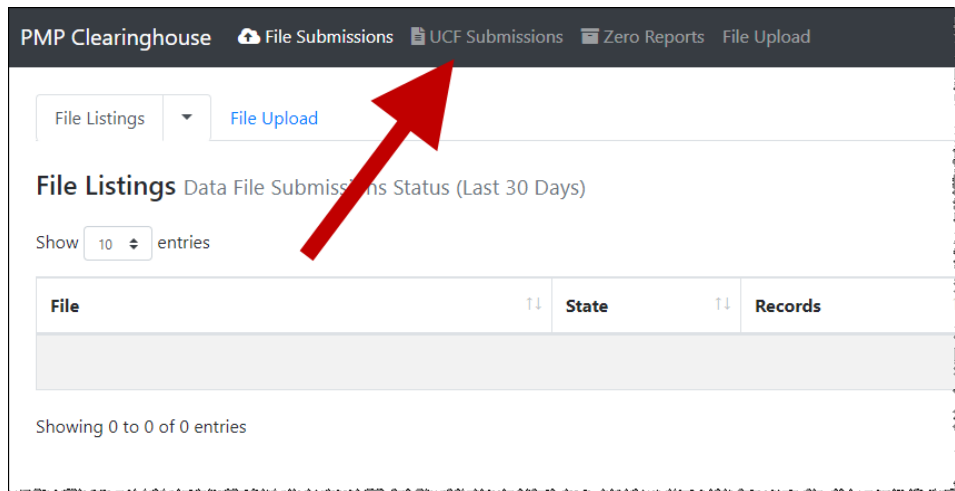 PMP Clearinghouse File Submissions UCF Submissions Zero Reports File Upload
File Listings File Upload
File Listings Data File Submissions Status (Last 30 Days)
Show 10 entries
File State Records
Showing 0 to 0 of 0 entries